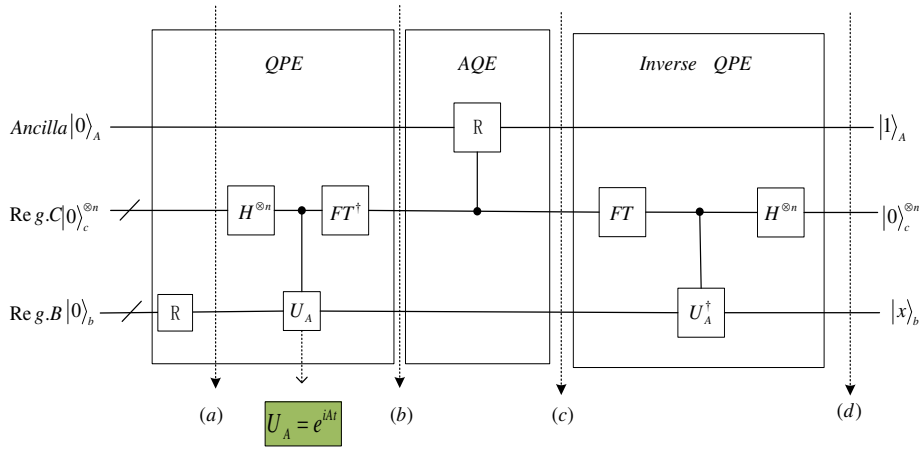 QPE AQE Inverse QPE
Ancilla |0⟩_A R |1⟩_A
Re g.C |0⟩_c^{⊗n} H^{⊗n} FT^† FT H^{⊗n} |0⟩_c^{⊗n}
Re g.B |0⟩_b R U_A U_A^† |x⟩_b
(a) (b) (c) (d)
U_A = e^{iAt}